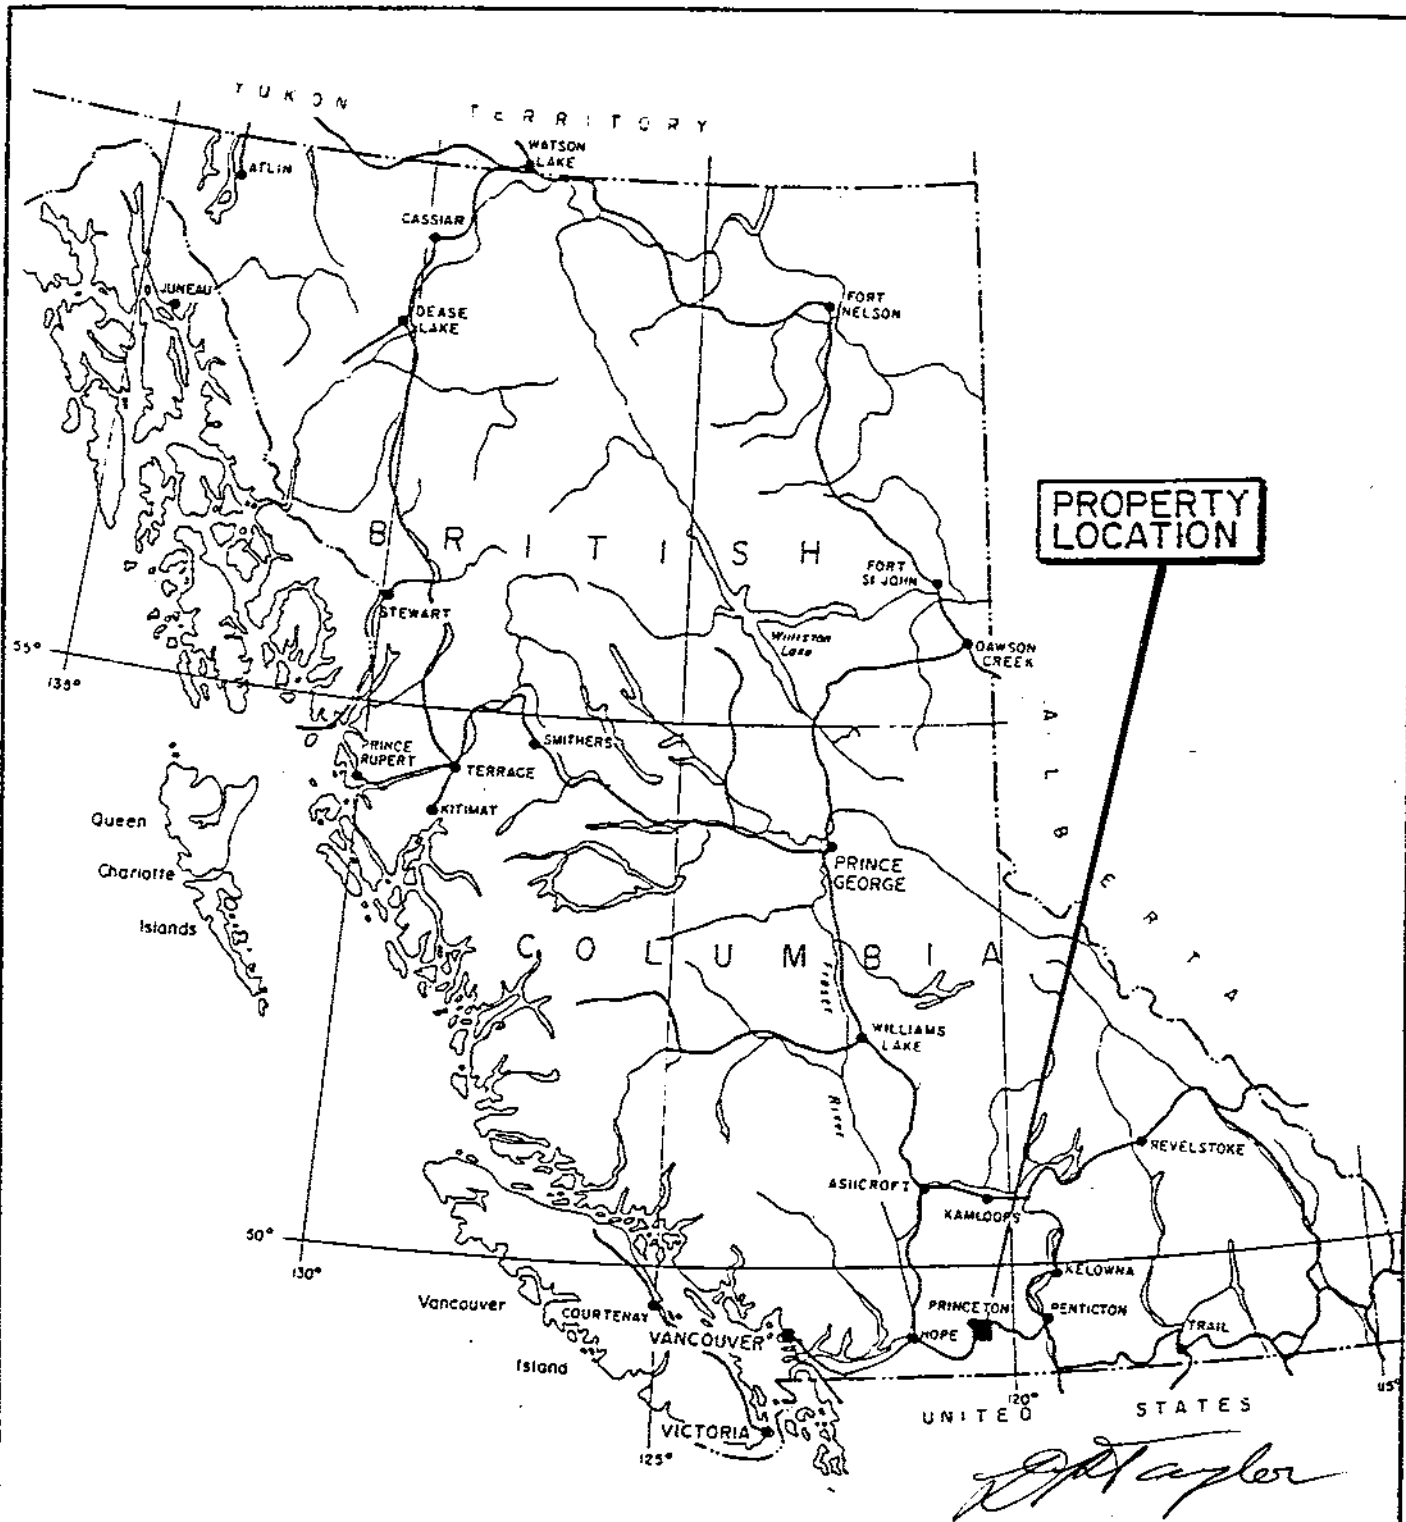 YUKON TERRITORY
WATSON
LAKE
ATLIN
CASSIAR
JUNEAU
DEASE
LAKE
FORT
NELSON
PROPERTY
LOCATION
BRITISH
FORT
ST JOHN
STEWART
Williston
Lake
DAWSON
CREEK
55°
135°
ALBERTA
PRINCE
RUPERT
SMITHERS
TERRACE
KITIMAT
Queen
Charlotte
Islands
PRINCE
GEORGE
COLUMBIA
Fraser
River
WILLIAMS
LAKE
REVELSTOKE
ASHCROFT
KAMLOOPS
50°
130°
KELOWNA
Vancouver
Island
COURTENAY
VANCOUVER
PRINCETON
PENTICTON
HOPE
TRAIL
VICTORIA
125°
120°
115°
UNITED STATES
Taylor